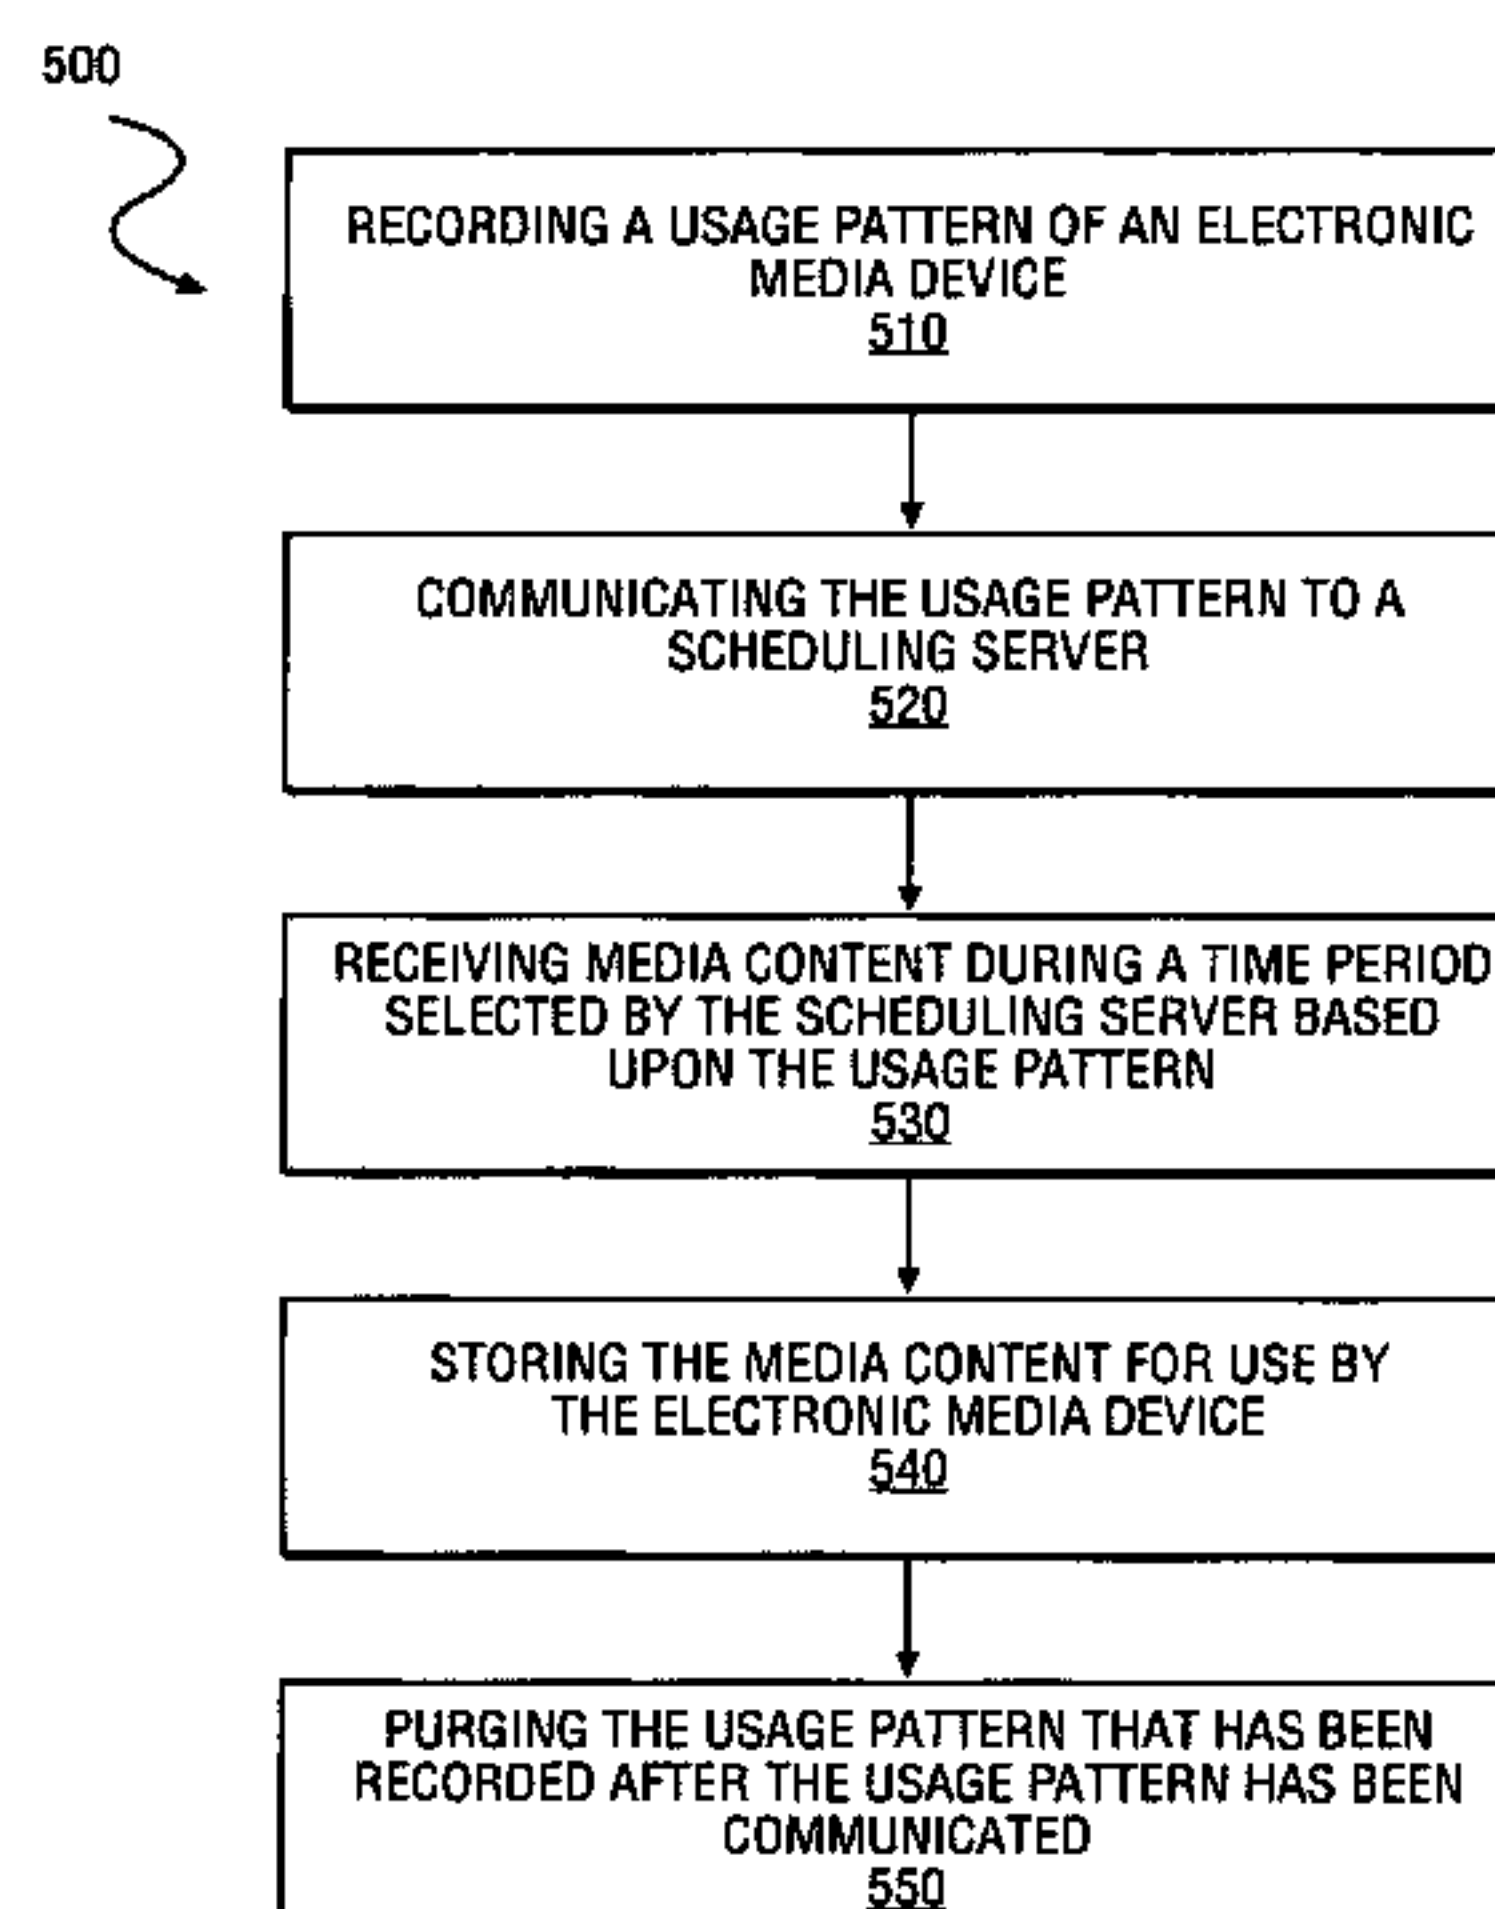 500
RECORDING A USAGE PATTERN OF AN ELECTRONIC
MEDIA DEVICE
510
COMMUNICATING THE USAGE PATTERN TO A
SCHEDULING SERVER
520
RECEIVING MEDIA CONTENT DURING A TIME PERIOD
SELECTED BY THE SCHEDULING SERVER BASED
UPON THE USAGE PATTERN
530
STORING THE MEDIA CONTENT FOR USE BY
THE ELECTRONIC MEDIA DEVICE
540
PURGING THE USAGE PATTERN THAT HAS BEEN
RECORDED AFTER THE USAGE PATTERN HAS BEEN
COMMUNICATED
550